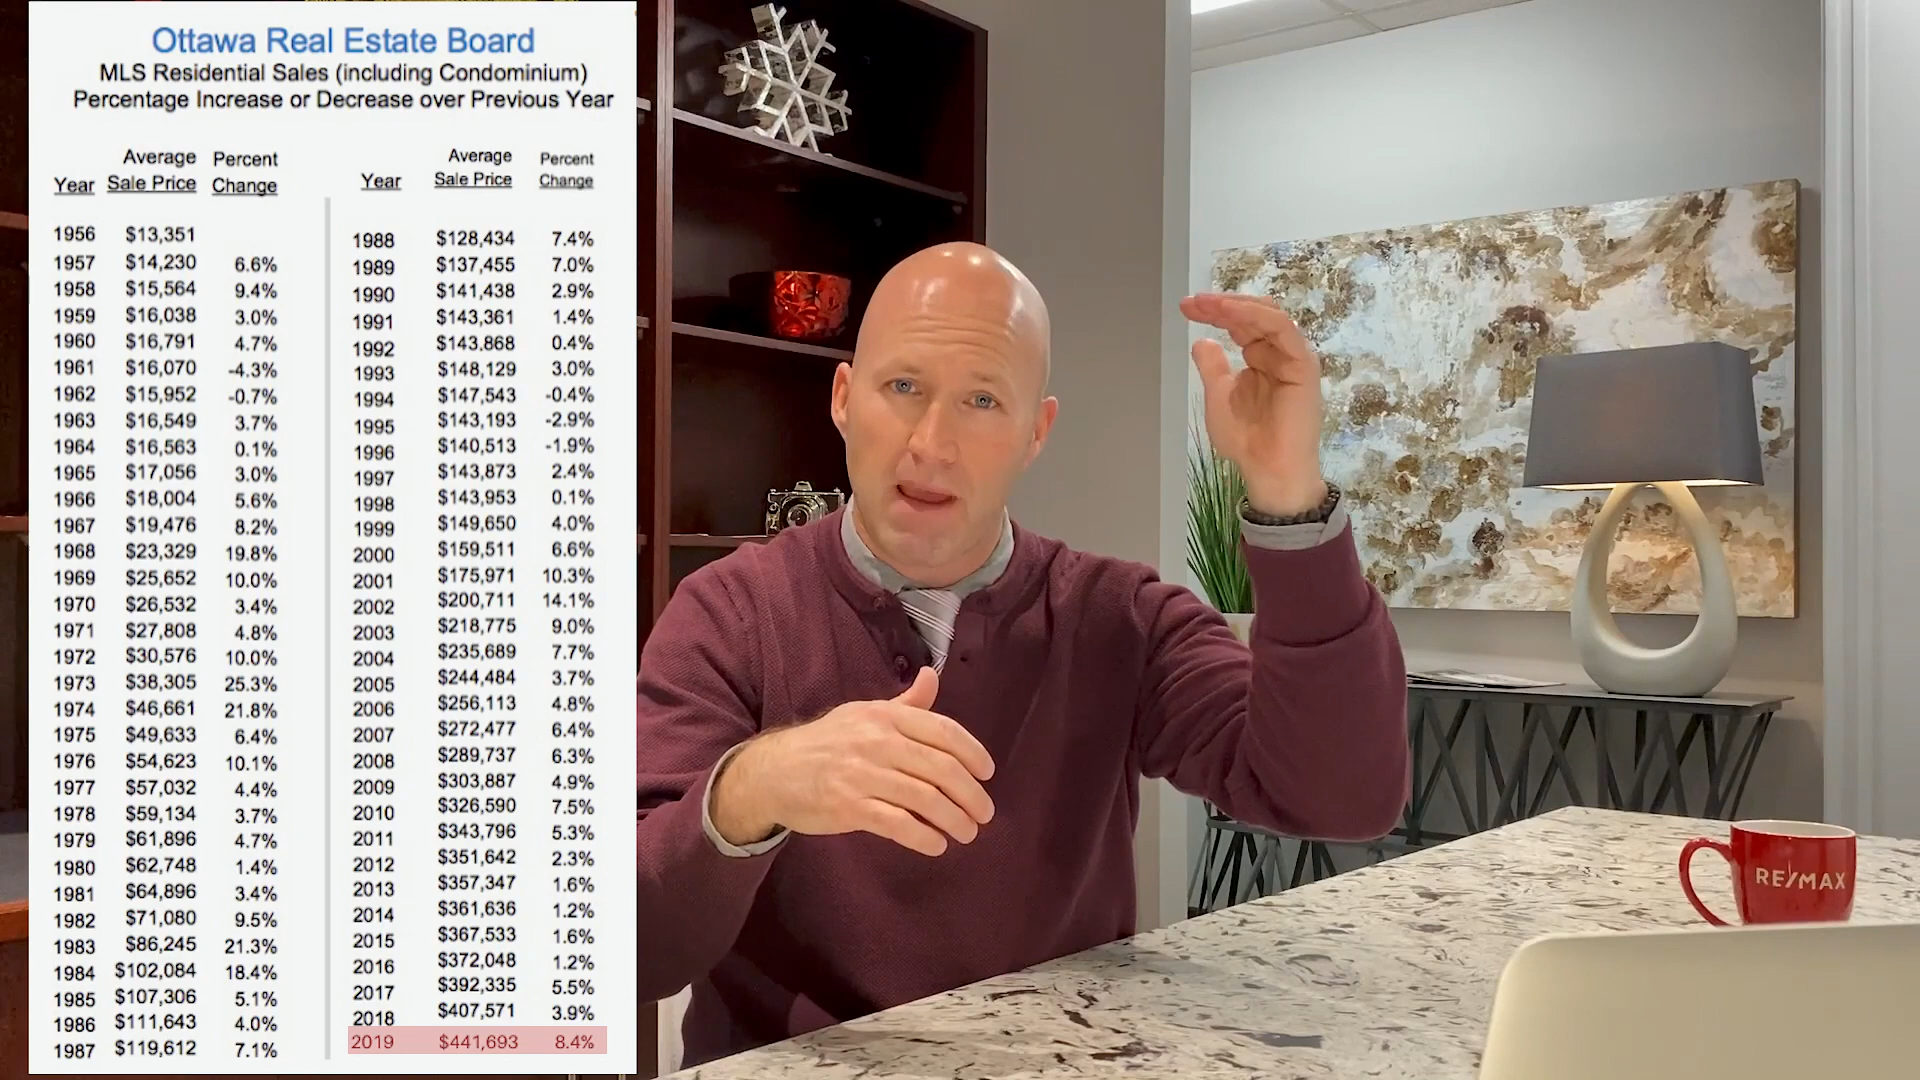 Ottawa Real Estate Board
MLS Residential Sales (including Condominium)
Percentage Increase or Decrease over Previous Year
Average Percent
Year Sale Price Change
1956 $13,351
1957 $14,230 6.6%
1958 $15,564 9.4%
1959 $16,038 3.0%
1960 $16,791 4.7%
1961 $16,070 -4.3%
1962 $15,952 -0.7%
1963 $16,549 3.7%
1964 $16,563 0.1%
1965 $17,056 3.0%
1966 $18,004 5.6%
1967 $19,476 8.2%
1968 $23,329 19.8%
1969 $25,652 10.0%
1970 $26,532 3.4%
1971 $27,808 4.8%
1972 $30,576 10.0%
1973 $38,305 25.3%
1974 $46,661 21.8%
1975 $49,633 6.4%
1976 $54,623 10.1%
1977 $57,032 4.4%
1978 $59,134 3.7%
1979 $61,896 4.7%
1980 $62,748 1.4%
1981 $64,896 3.4%
1982 $71,080 9.5%
1983 $86,245 21.3%
1984 $102,084 18.4%
1985 $107,306 5.1%
1986 $111,643 4.0%
1987 $119,612 7.1%
Average Percent
Year Sale Price Change
1988 $128,434 7.4%
1989 $137,455 7.0%
1990 $141,438 2.9%
1991 $143,361 1.4%
1992 $143,868 0.4%
1993 $148,129 3.0%
1994 $147,543 -0.4%
1995 $143,193 -2.9%
1996 $140,513 -1.9%
1997 $143,873 2.4%
1998 $143,953 0.1%
1999 $149,650 4.0%
2000 $159,511 6.6%
2001 $175,971 10.3%
2002 $200,711 14.1%
2003 $218,775 9.0%
2004 $235,689 7.7%
2005 $244,484 3.7%
2006 $256,113 4.8%
2007 $272,477 6.4%
2008 $289,737 6.3%
2009 $303,887 4.9%
2010 $326,590 7.5%
2011 $343,796 5.3%
2012 $351,642 2.3%
2013 $357,347 1.6%
2014 $361,636 1.2%
2015 $367,533 1.6%
2016 $372,048 1.2%
2017 $392,335 5.5%
2018 $407,571 3.9%
2019 $441,693 8.4%
RE/MAX